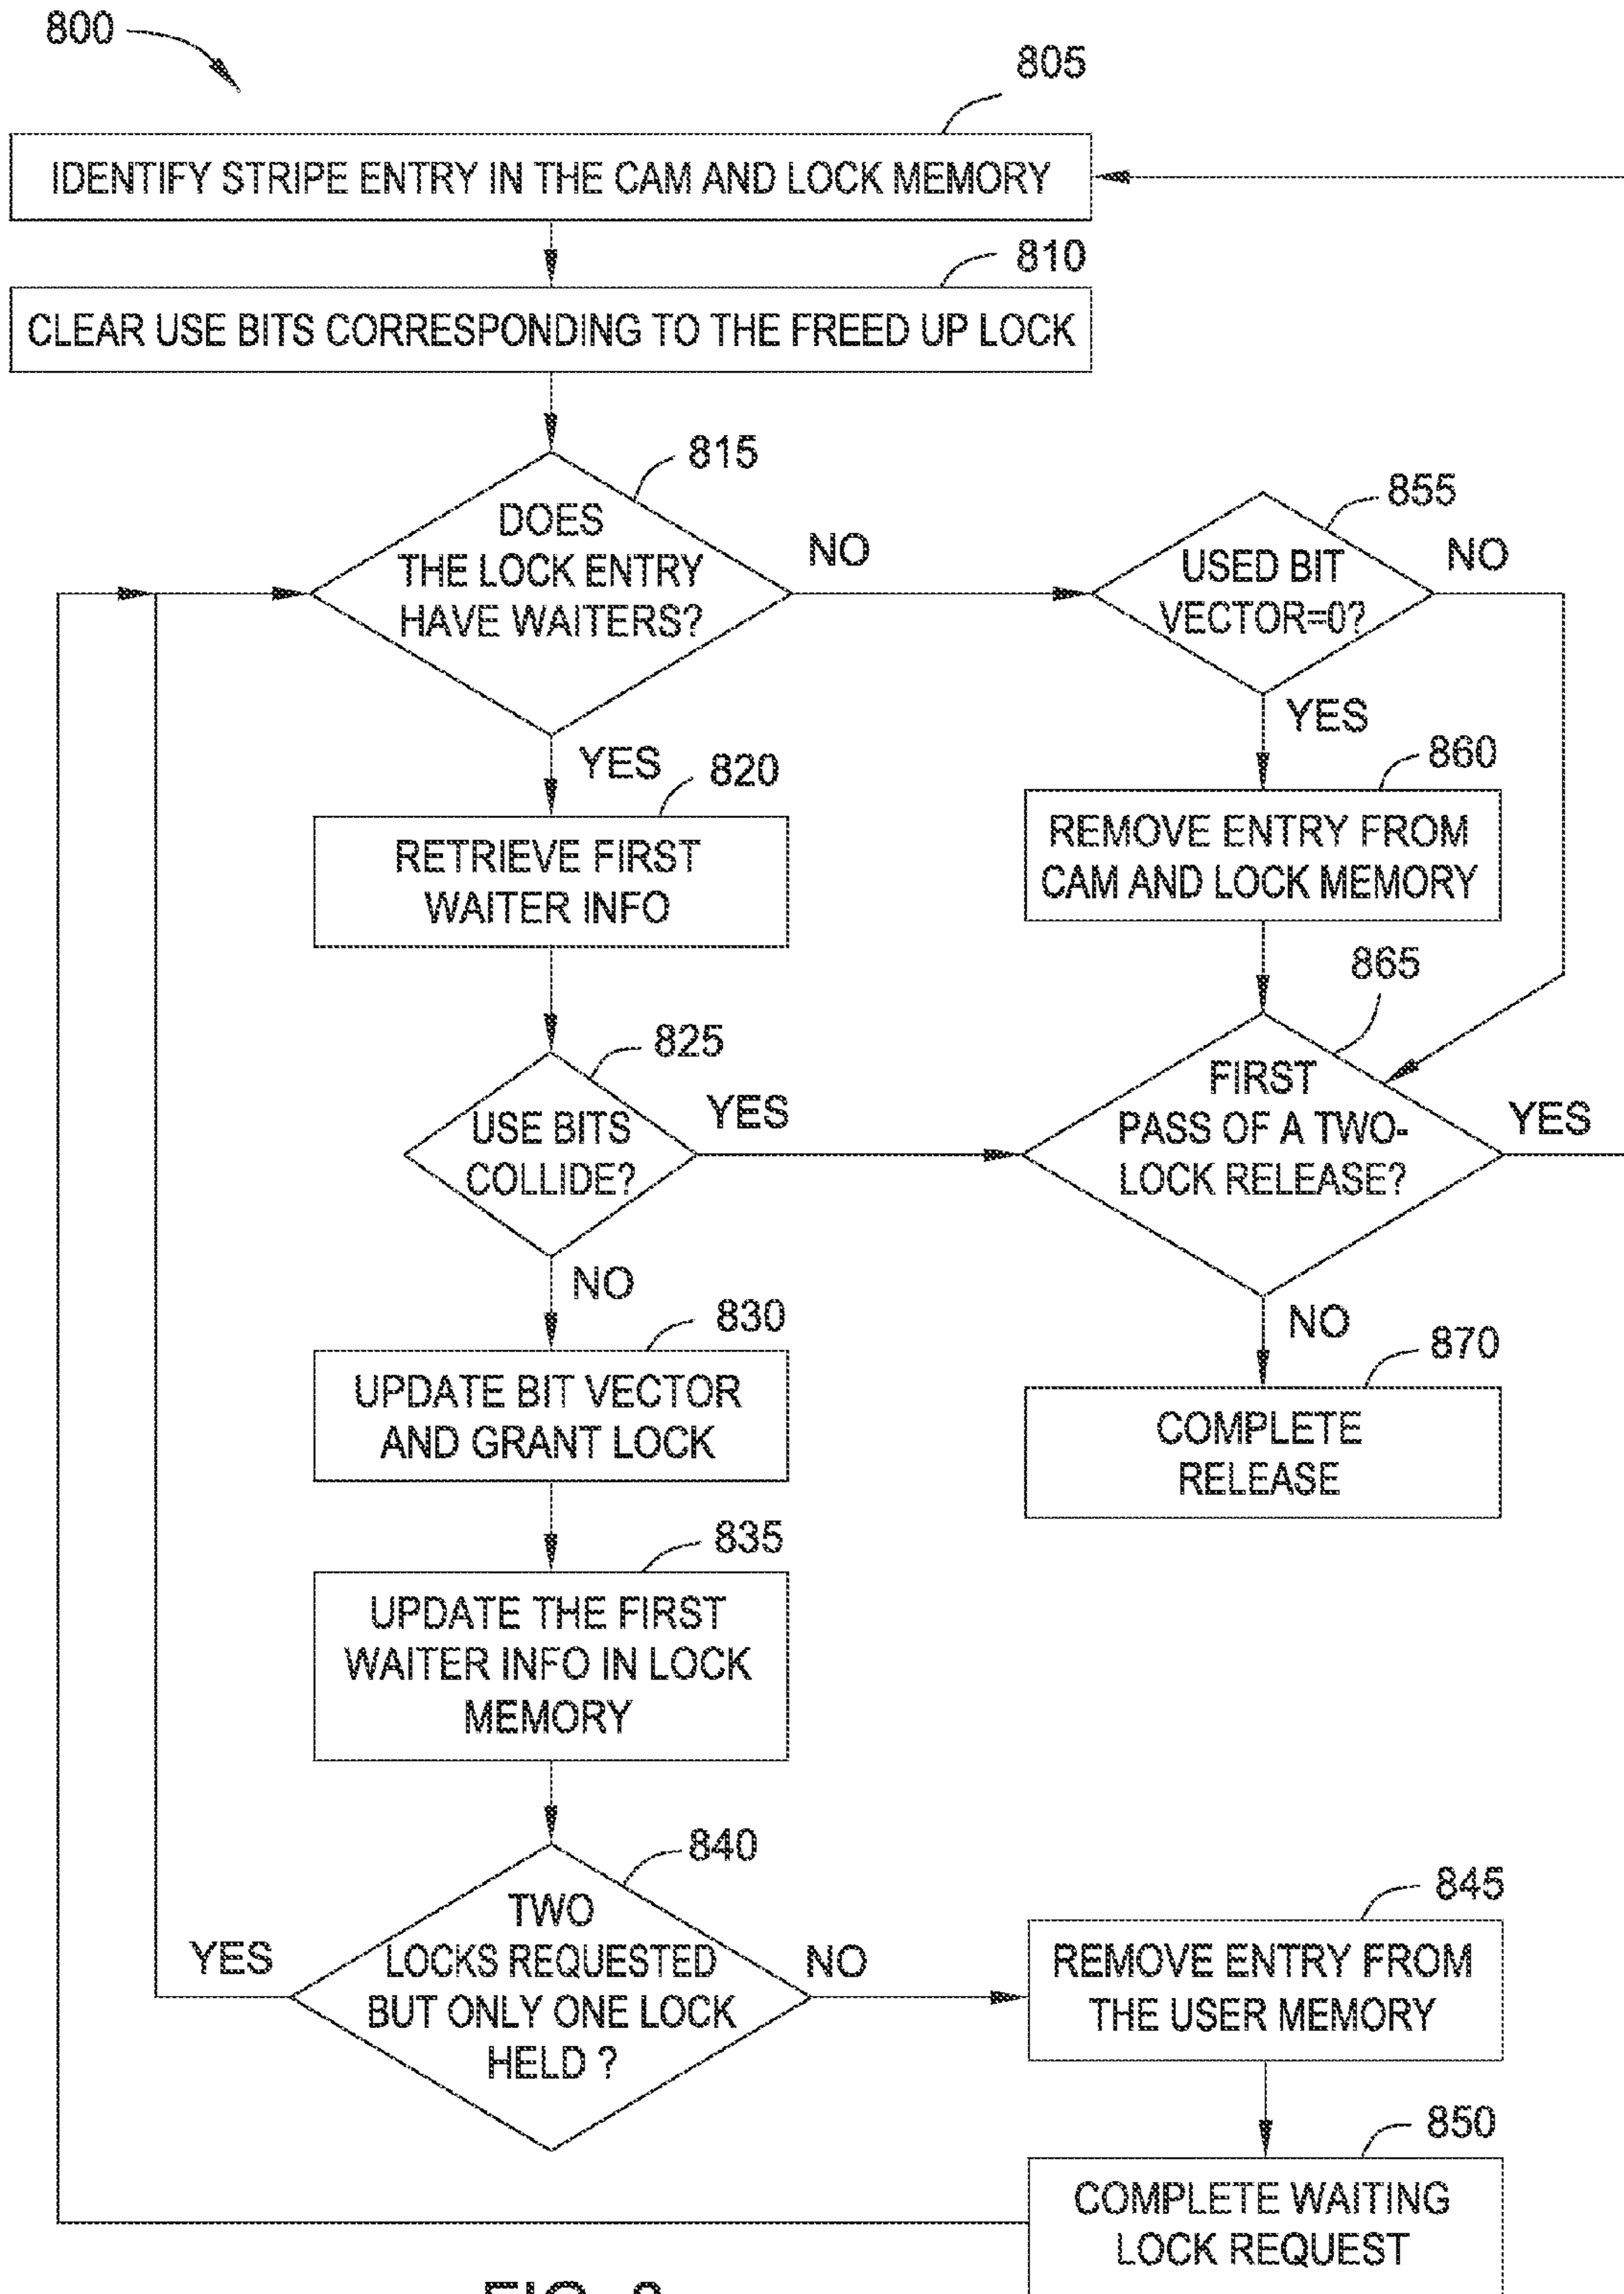 800
805
IDENTIFY STRIPE ENTRY IN THE CAM AND LOCK MEMORY
810
CLEAR USE BITS CORRESPONDING TO THE FREED UP LOCK
815
DOES
THE LOCK ENTRY
HAVE WAITERS?
NO
855
USED BIT
VECTOR=0?
NO
YES
YES
820
RETRIEVE FIRST
WAITER INFO
860
REMOVE ENTRY FROM
CAM AND LOCK MEMORY
825
USE BITS
COLLIDE?
YES
865
FIRST
PASS OF A TWO-
LOCK RELEASE?
YES
NO
NO
830
UPDATE BIT VECTOR
AND GRANT LOCK
870
COMPLETE
RELEASE
835
UPDATE THE FIRST
WAITER INFO IN LOCK
MEMORY
840
TWO
LOCKS REQUESTED
BUT ONLY ONE LOCK
HELD ?
YES
NO
845
REMOVE ENTRY FROM
THE USER MEMORY
850
COMPLETE WAITING
LOCK REQUEST